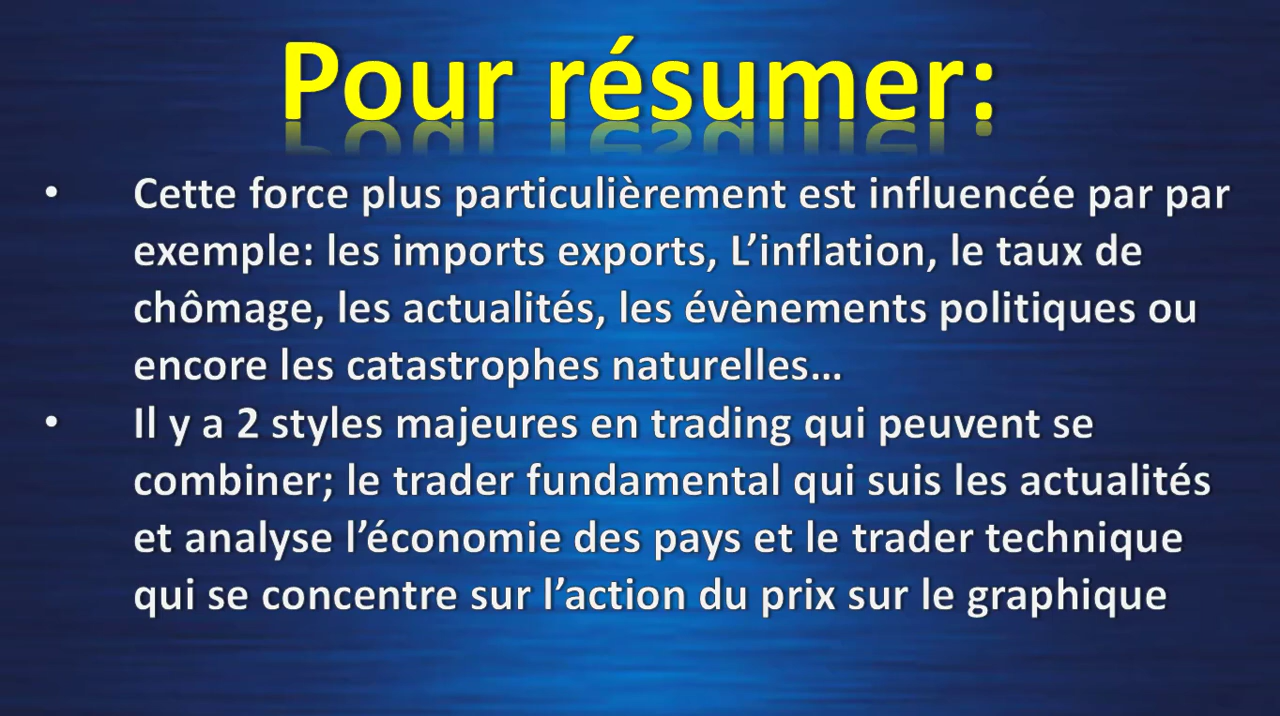 Pour résumer:
• Cette force plus particulièrement est influencée par par
exemple: les imports exports, L’inflation, le taux de
chômage, les actualités, les évènements politiques ou
encore les catastrophes naturelles…
• Il y a 2 styles majeures en trading qui peuvent se
combiner; le trader fundamental qui suis les actualités
et analyse l’économie des pays et le trader technique
qui se concentre sur l’action du prix sur le graphique